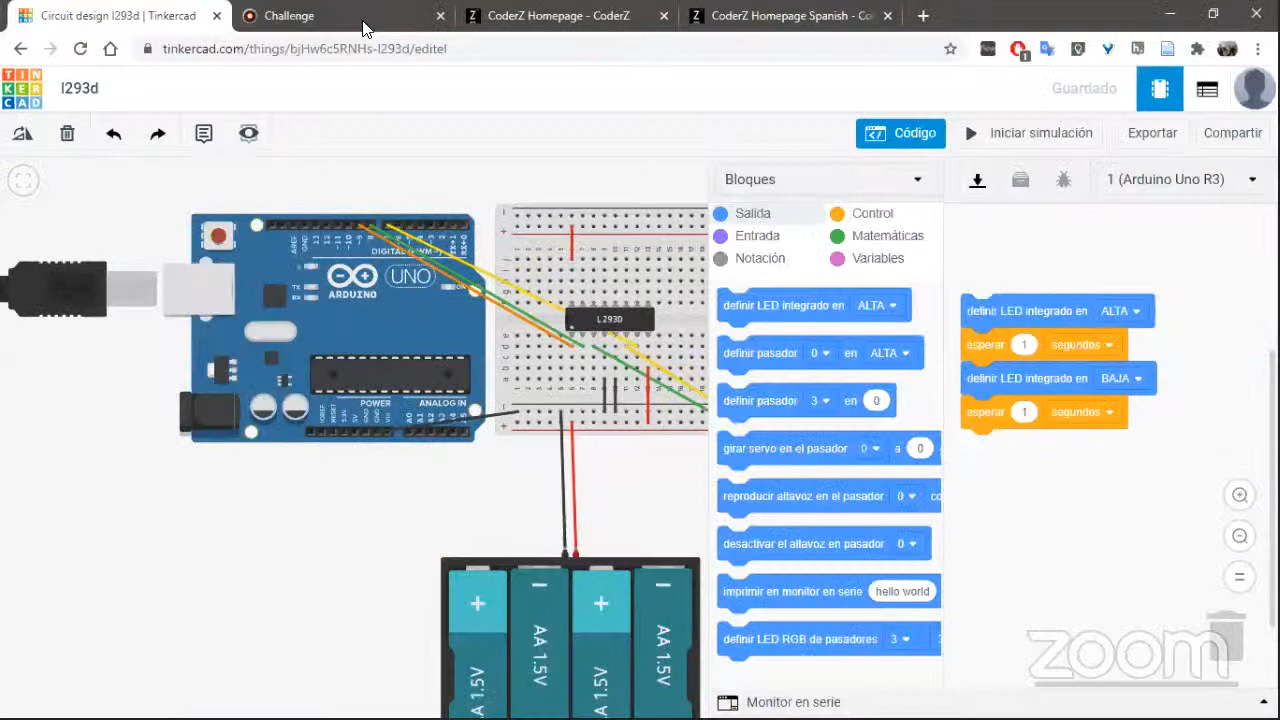 Circuit design l293d | Tinkercad
Challenge
CoderZ Homepage - CoderZ
CoderZ Homepage Spanish - Co
tinkercad.com/things/bjHw6c5RNHs-l293d/editel
TIN
KER
CAD
l293d
Guardado
Código
Iniciar simulación
Exportar
Compartir
Bloques
1 (Arduino Uno R3)
Salida
Control
Entrada
Matemáticas
Notación
Variables
definir LED integrado en ALTA
definir pasador 0 en ALTA
definir pasador 3 en 0
girar servo en el pasador 0 a 0
reproducir altavoz en el pasador 0 co
desactivar el altavoz en pasador 0
imprimir en monitor en serie hello world
definir LED RGB de pasadores 3
definir LED integrado en ALTA
esperar 1 segundos
definir LED integrado en BAJA
esperar 1 segundos
Monitor en serie
DIGITAL (PWM~)
UNO
ARDUINO
TX
RX
ON
POWER
ANALOG IN
L293D
AA 1.5V
AA 1.5V
AA 1.5V
AA 1.5V
zoom